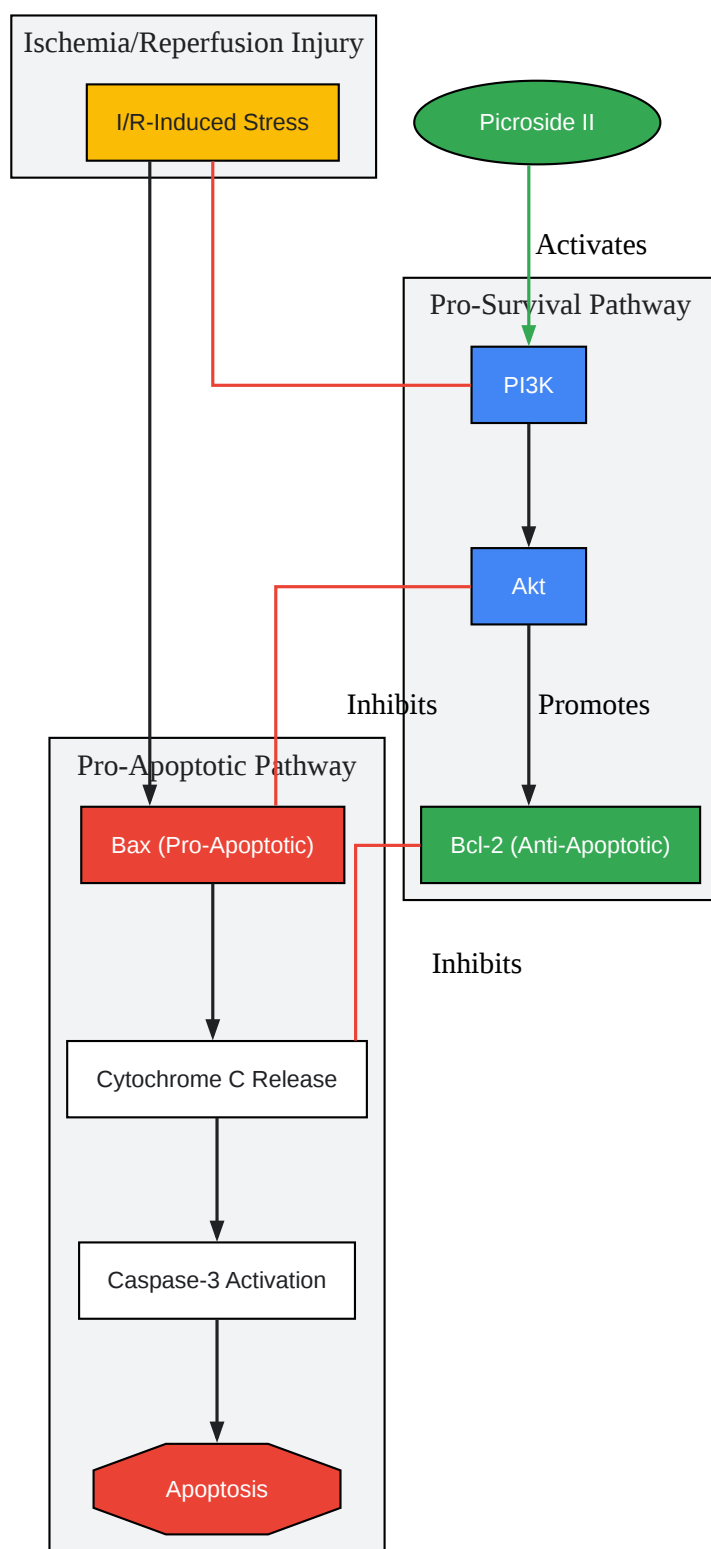 Ischemia/Reperfusion Injury
I/R-Induced Stress
Picroside II
Activates
Pro-Survival Pathway
PI3K
Akt
Inhibits
Promotes
Pro-Apoptotic Pathway
Bax (Pro-Apoptotic)
Bcl-2 (Anti-Apoptotic)
Inhibits
Cytochrome C Release
Caspase-3 Activation
Apoptosis